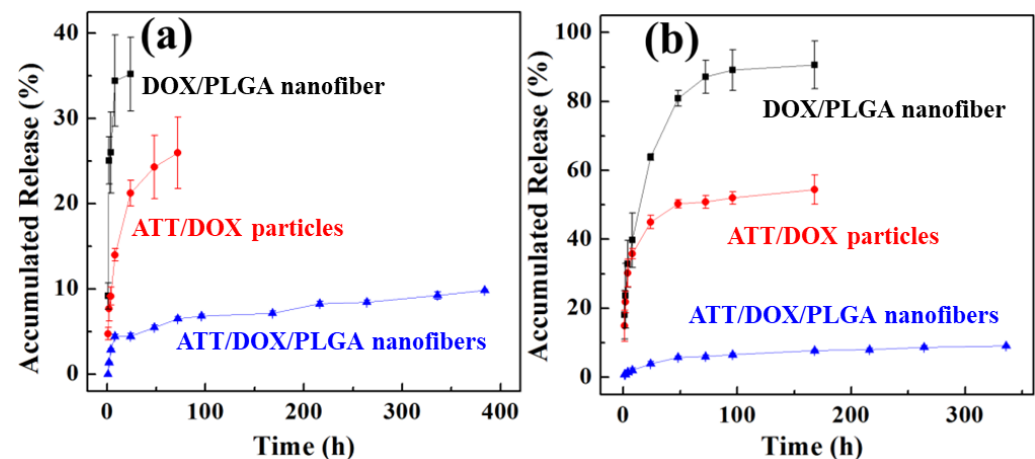 (a)
40
30
20
10
0
Accumulated Release (%)
DOX/PLGA nanofiber
ATT/DOX particles
ATT/DOX/PLGA nanofibers
0 100 200 300 400
Time (h)
(b)
100
80
60
40
20
0
Accumulated Release (%)
DOX/PLGA nanofiber
ATT/DOX particles
ATT/DOX/PLGA nanofibers
0 100 200 300
Time (h)